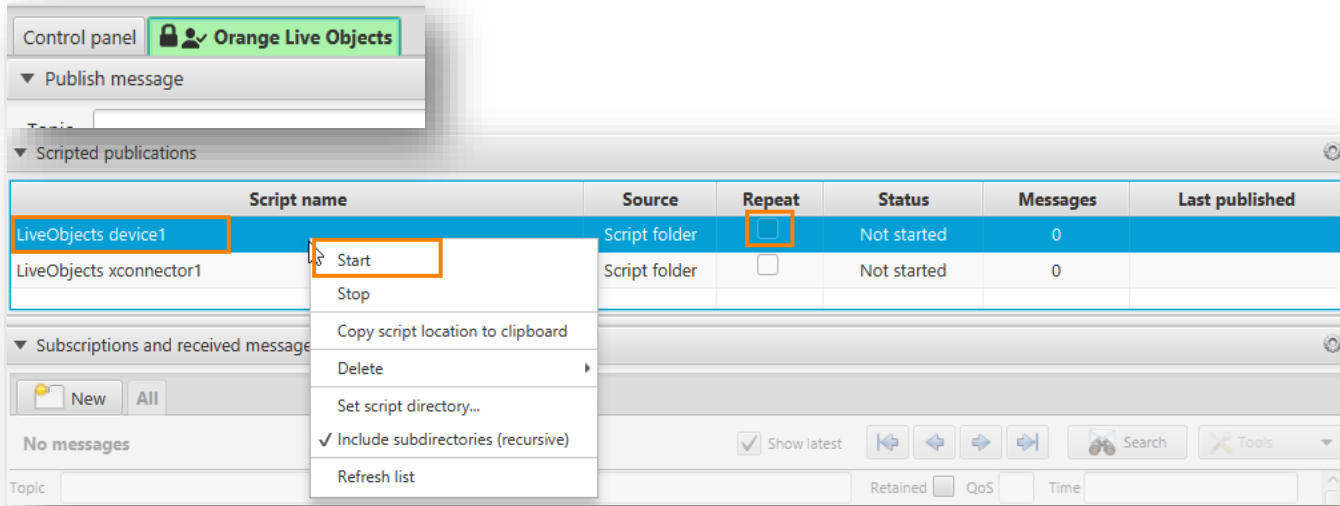 Control panel Orange Live Objects
Publish message
Topic
Scripted publications
Script name Source Repeat Status Messages Last published
LiveObjects device1 Script folder Not started 0
LiveObjects xconnector1 Script folder Not started 0
Start
Stop
Copy script location to clipboard
Delete
Set script directory...
Include subdirectories (recursive)
Refresh list
Subscriptions and received message
New All
No messages Show latest Search Tools
Topic Retained QoS Time